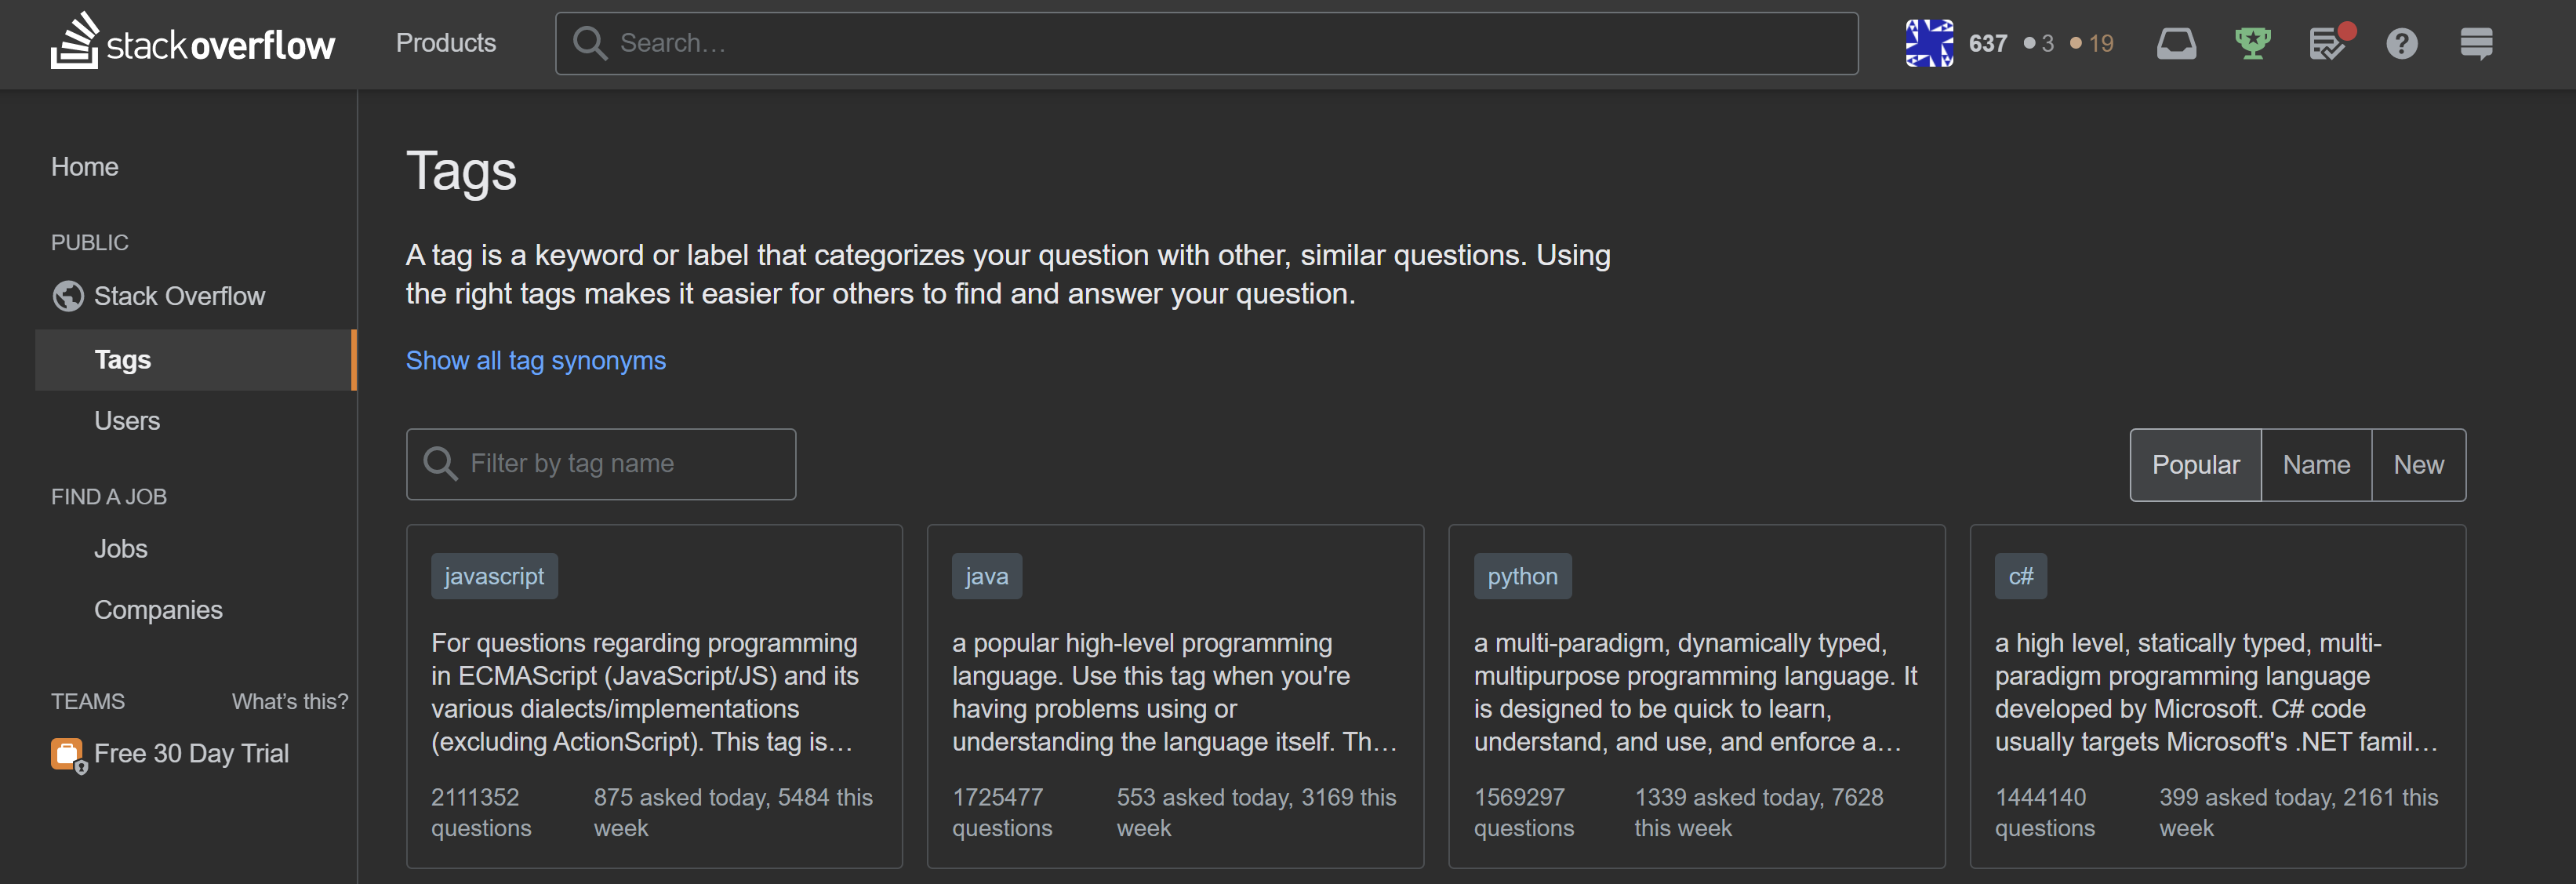 stackoverflow
Products
Search…
637 3 19
Home
PUBLIC
Stack Overflow
Tags
Users
FIND A JOB
Jobs
Companies
TEAMS What’s this?
Free 30 Day Trial
Tags
A tag is a keyword or label that categorizes your question with other, similar questions. Using
the right tags makes it easier for others to find and answer your question.
Show all tag synonyms
Filter by tag name
Popular Name New
javascript
For questions regarding programming
in ECMAScript (JavaScript/JS) and its
various dialects/implementations
(excluding ActionScript). This tag is…
2111352
questions
875 asked today, 5484 this
week
java
a popular high-level programming
language. Use this tag when you're
having problems using or
understanding the language itself. Th…
1725477
questions
553 asked today, 3169 this
week
python
a multi-paradigm, dynamically typed,
multipurpose programming language. It
is designed to be quick to learn,
understand, and use, and enforce a…
1569297
questions
1339 asked today, 7628
this week
c#
a high level, statically typed, multi-
paradigm programming language
developed by Microsoft. C# code
usually targets Microsoft's .NET famil…
1444140
questions
399 asked today, 2161 this
week